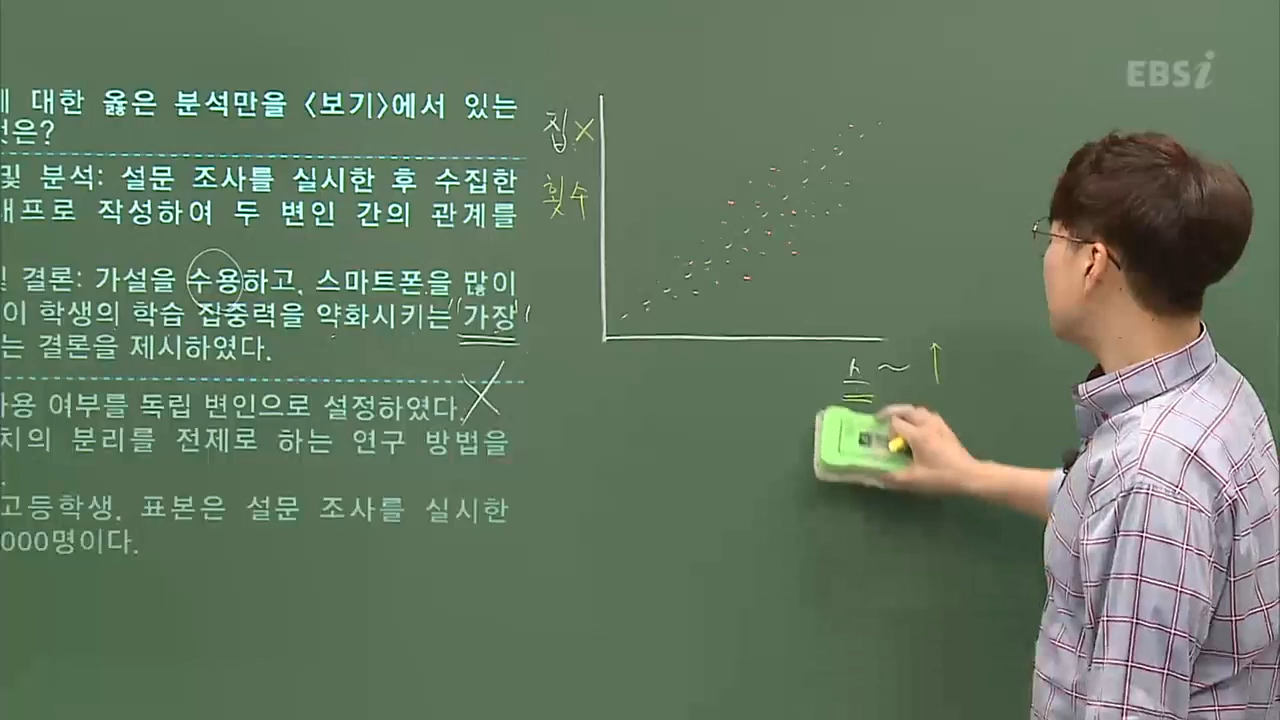 에 대한 옳은 분석만을 <보기>에서 있는
것은?
및 분석: 설문 조사를 실시한 후 수집한
래프로 작성하여 두 변인 간의 관계를
및 결론: 가설을 수용하고, 스마트폰을 많이
이 학생의 학습 집중력을 약화시키는 "가장"
는 결론을 제시하였다.
사용 여부를 독립 변인으로 설정하였다. X
치의 분리를 전제로 하는 연구 방법을
고등학생, 표본은 설문 조사를 실시한
000명이다.
집 X
횟수
스 ~ ↑
EBSi